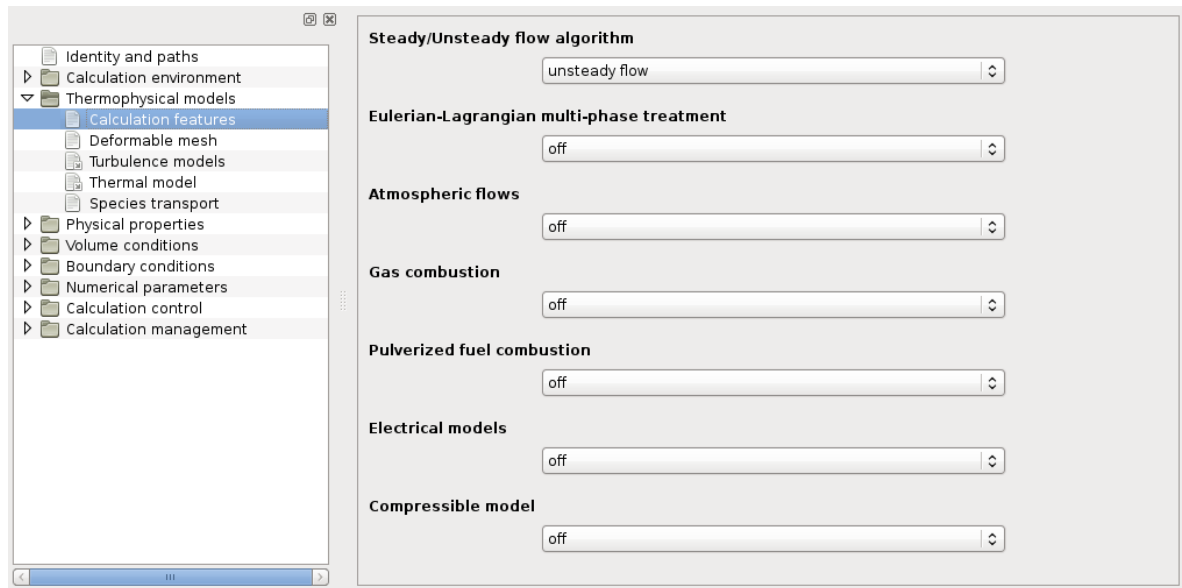 Identity and paths
Calculation environment
Thermophysical models
Calculation features
Deformable mesh
Turbulence models
Thermal model
Species transport
Physical properties
Volume conditions
Boundary conditions
Numerical parameters
Calculation control
Calculation management
Steady/Unsteady flow algorithm
unsteady flow
Eulerian-Lagrangian multi-phase treatment
off
Atmospheric flows
off
Gas combustion
off
Pulverized fuel combustion
off
Electrical models
off
Compressible model
off